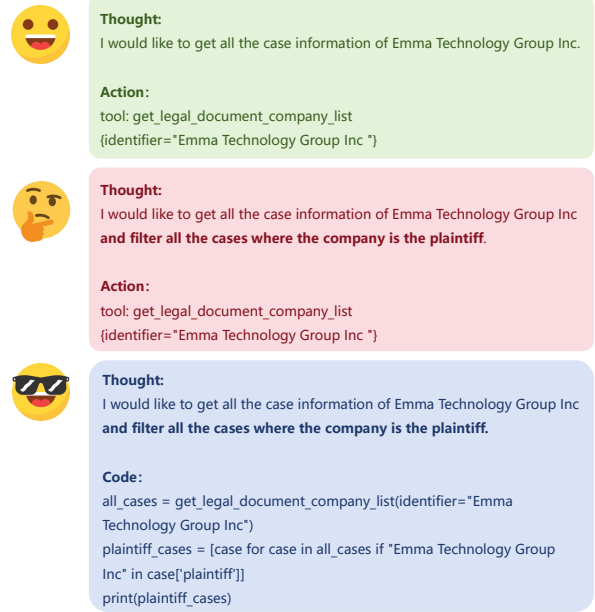 Thought:
I would like to get all the case information of Emma Technology Group Inc.
Action:
tool: get_legal_document_company_list
{identifier="Emma Technology Group Inc "}
Thought:
I would like to get all the case information of Emma Technology Group Inc
and filter all the cases where the company is the plaintiff.
Action:
tool: get_legal_document_company_list
{identifier="Emma Technology Group Inc "}
Thought:
I would like to get all the case information of Emma Technology Group Inc
and filter all the cases where the company is the plaintiff.
Code:
all_cases = get_legal_document_company_list(identifier="Emma
Technology Group Inc")
plaintiff_cases = [case for case in all_cases if "Emma Technology Group
Inc" in case['plaintiff']]
print(plaintiff_cases)